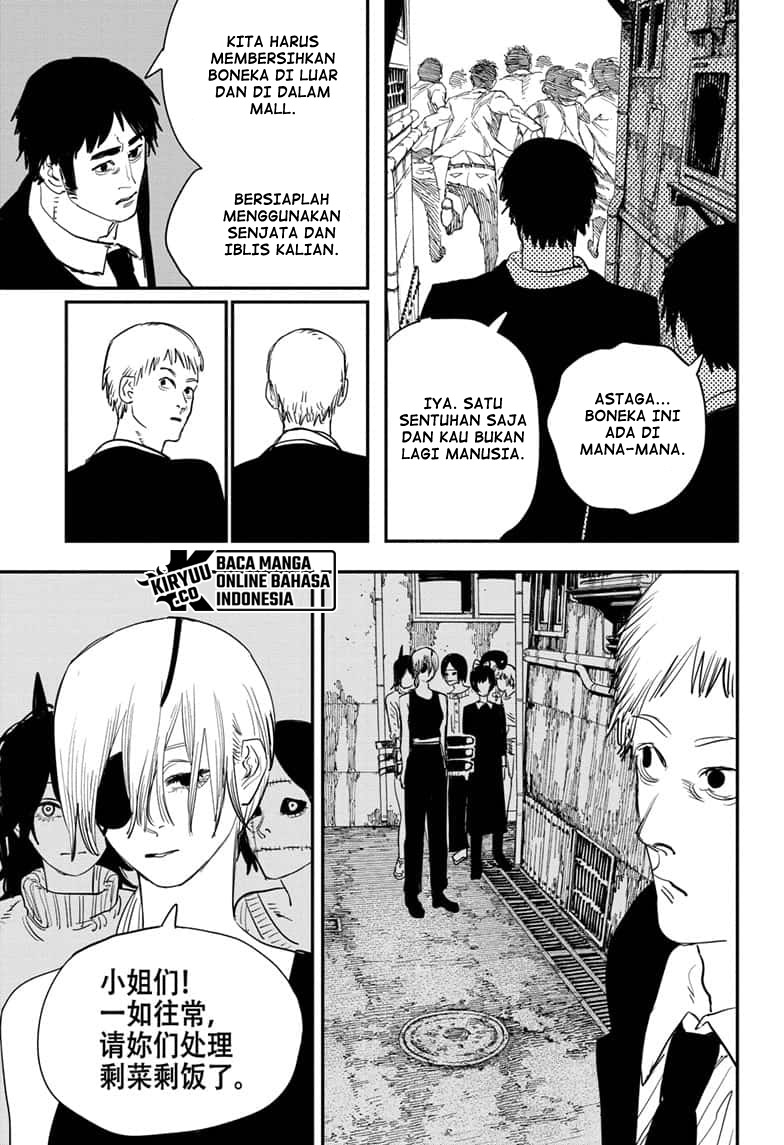 KITA HARUS
MEMBERSIHKAN
BONEKA DI LUAR
DAN DI DALAM
MALL.
BERSIAPLAH
MENGGUNAKAN
SENJATA DAN
IBLIS KALIAN.
IYA. SATU
SENTUHAN SAJA
DAN KAU BUKAN
LAGI MANUSIA.
ASTAGA...
BONEKA INI
ADA DI
MANA-MANA.
KIRYUU
.CO
BACA MANGA
ONLINE BAHASA
INDONESIA
小姐们!
一如往常,
请妳们处理
剩菜剩饭了。